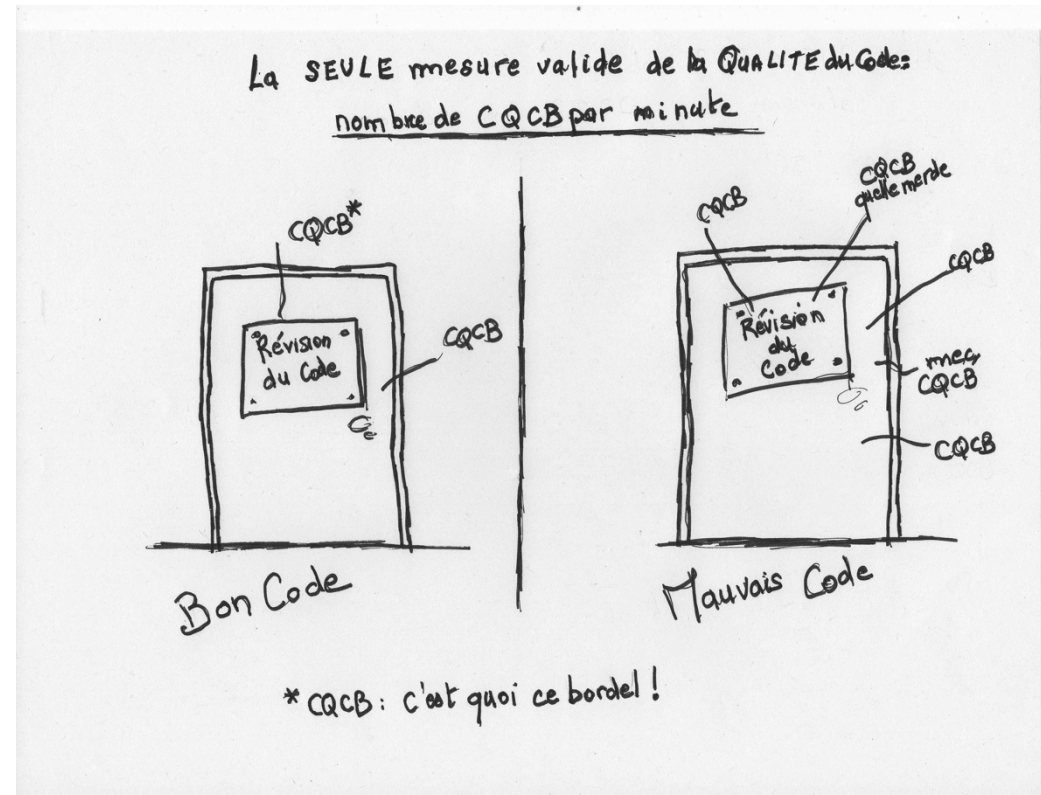 La SEULE mesure valide de la QUALITE du Code:
nombre de CQCB par minute
CQCB*
CQCB
Révision
du Code
Bon Code
CQCB
CQCB
quelle merde
CQCB
mec,
CQCB
CQCB
Révision
du
Code
Mauvais Code
* CQCB : c'est quoi ce bordel !